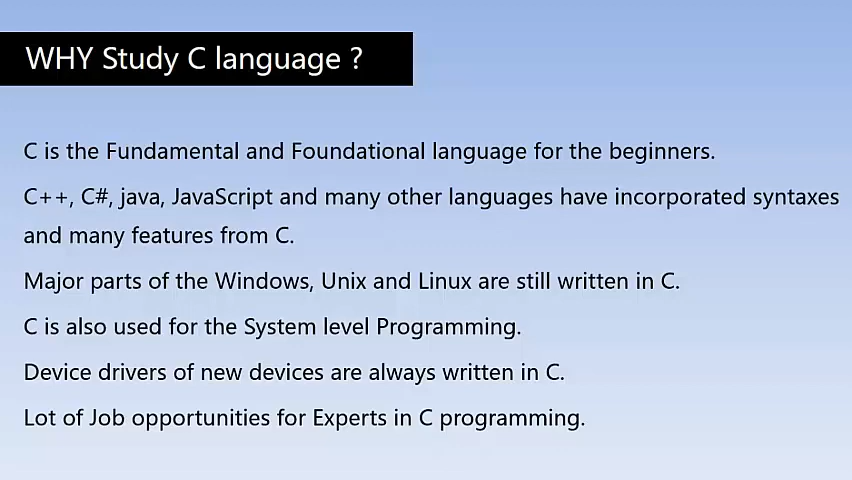 WHY Study C language ?
C is the Fundamental and Foundational language for the beginners.
C++, C#, java, JavaScript and many other languages have incorporated syntaxes
and many features from C.
Major parts of the Windows, Unix and Linux are still written in C.
C is also used for the System level Programming.
Device drivers of new devices are always written in C.
Lot of Job opportunities for Experts in C programming.